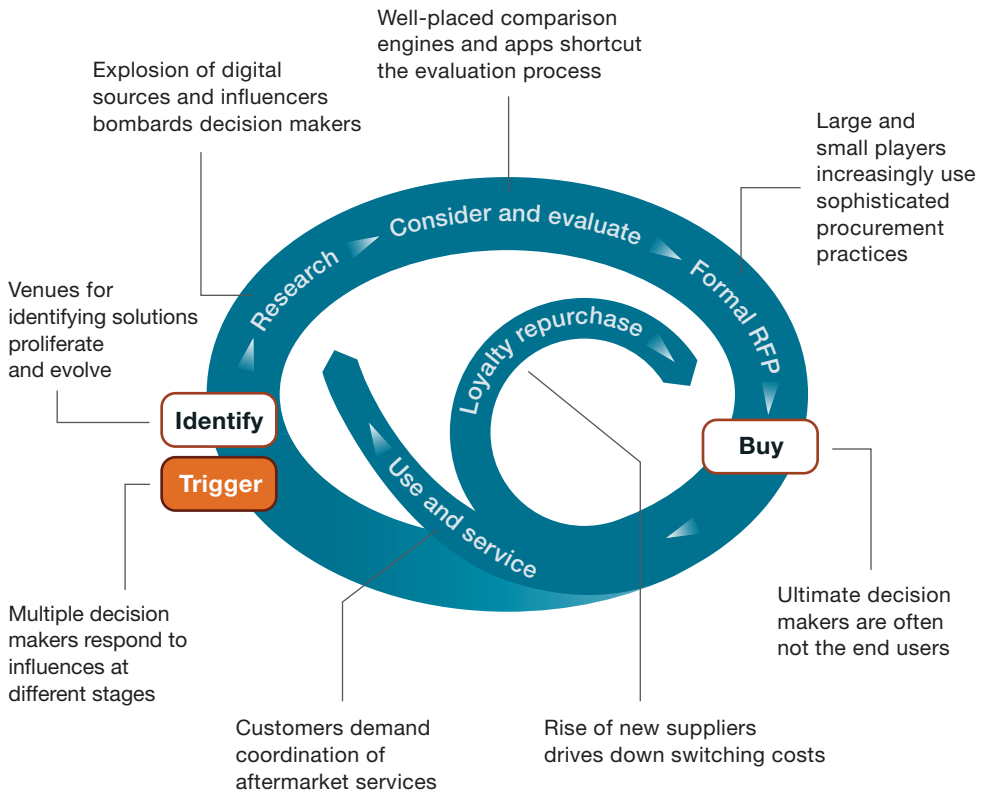 Well-placed comparison
engines and apps shortcut
the evaluation process
Explosion of digital
sources and influencers
bombards decision makers
Large and
small players
increasingly use
sophisticated
procurement
practices
Venues for
identifying solutions
proliferate
and evolve
Research
Consider and evaluate
Formal RFP
Loyalty repurchase
Use and service
Identify
Trigger
Buy
Multiple decision
makers respond to
influences at
different stages
Ultimate decision
makers are often
not the end users
Customers demand
coordination of
aftermarket services
Rise of new suppliers
drives down switching costs